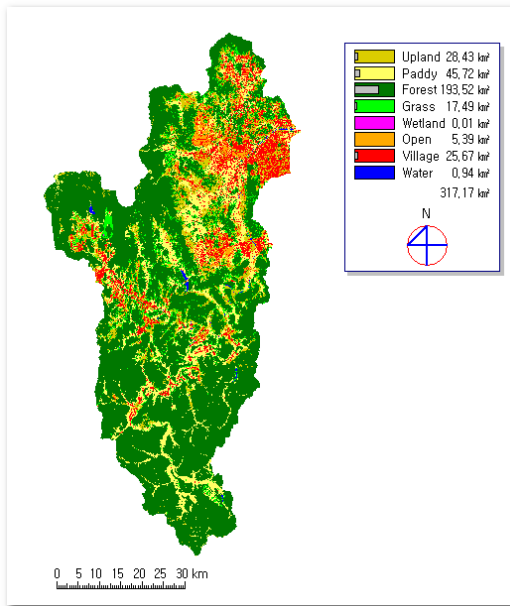 Upland 28,43 km²
Paddy 45,72 km²
Forest 193,52 km²
Grass 17,49 km²
Wetland 0,01 km²
Open 5,39 km²
Village 25,67 km²
Water 0,94 km²
317,17 km²
N
0 5 10 15 20 25 30 km